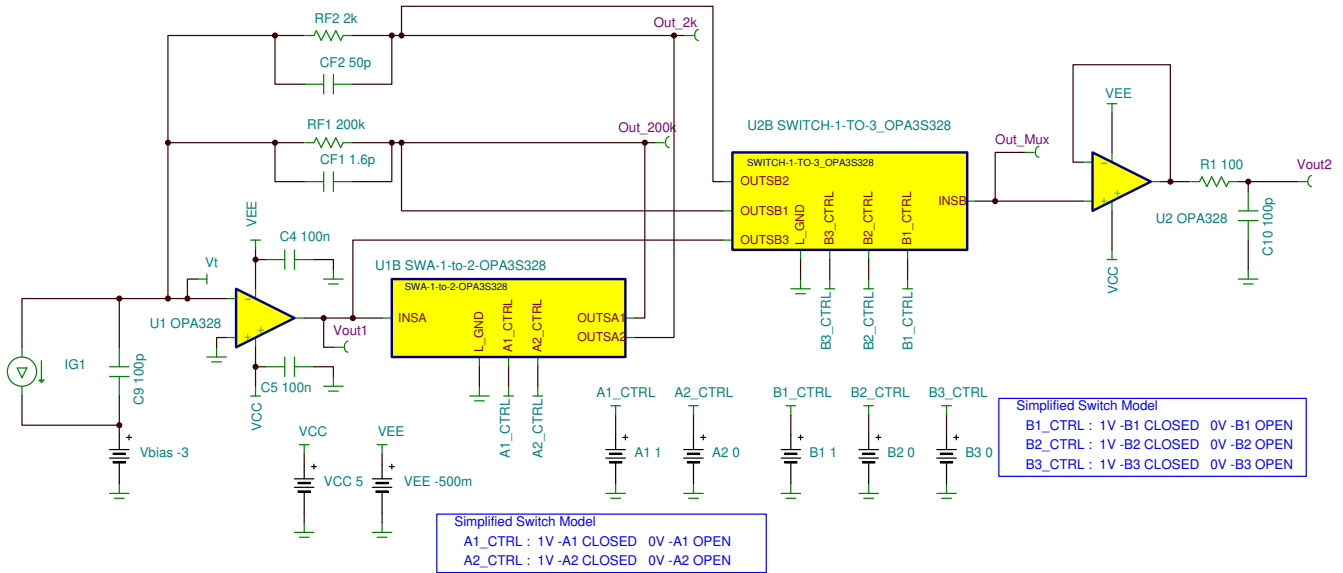 RF2 2k
CF2 50p
Out_2k
RF1 200k
CF1 1.6p
Out_200k
U2B SWITCH-1-TO-3_OPA3S328
SWITCH-1-TO-3_OPA3S328
OUTSB2
OUTSB1
OUTSB3
L_GND
B3_CTRL
B2_CTRL
B1_CTRL
INSB
B3_CTRL
B2_CTRL
B1_CTRL
Out_Mux
VEE
VCC
U2 OPA328
R1 100
Vout2
C10 100p
Vt
VEE
C4 100n
U1 OPA328
Vout1
C5 100n
VCC
U1B SWA-1-to-2-OPA3S328
SWA-1-to-2-OPA3S328
INSA
L_GND
A1_CTRL
A2_CTRL
OUTSA1
OUTSA2
A1_CTRL
A2_CTRL
IG1
C9 100p
Vbias -3
VCC
VCC 5
VEE
VEE -500m
A1_CTRL
A1 1
A2_CTRL
A2 0
B1_CTRL
B1 1
B2_CTRL
B2 0
B3_CTRL
B3 0
Simplified Switch Model
B1_CTRL : 1V -B1 CLOSED 0V -B1 OPEN
B2_CTRL : 1V -B2 CLOSED 0V -B2 OPEN
B3_CTRL : 1V -B3 CLOSED 0V -B3 OPEN
Simplified Switch Model
A1_CTRL : 1V -A1 CLOSED 0V -A1 OPEN
A2_CTRL : 1V -A2 CLOSED 0V -A2 OPEN